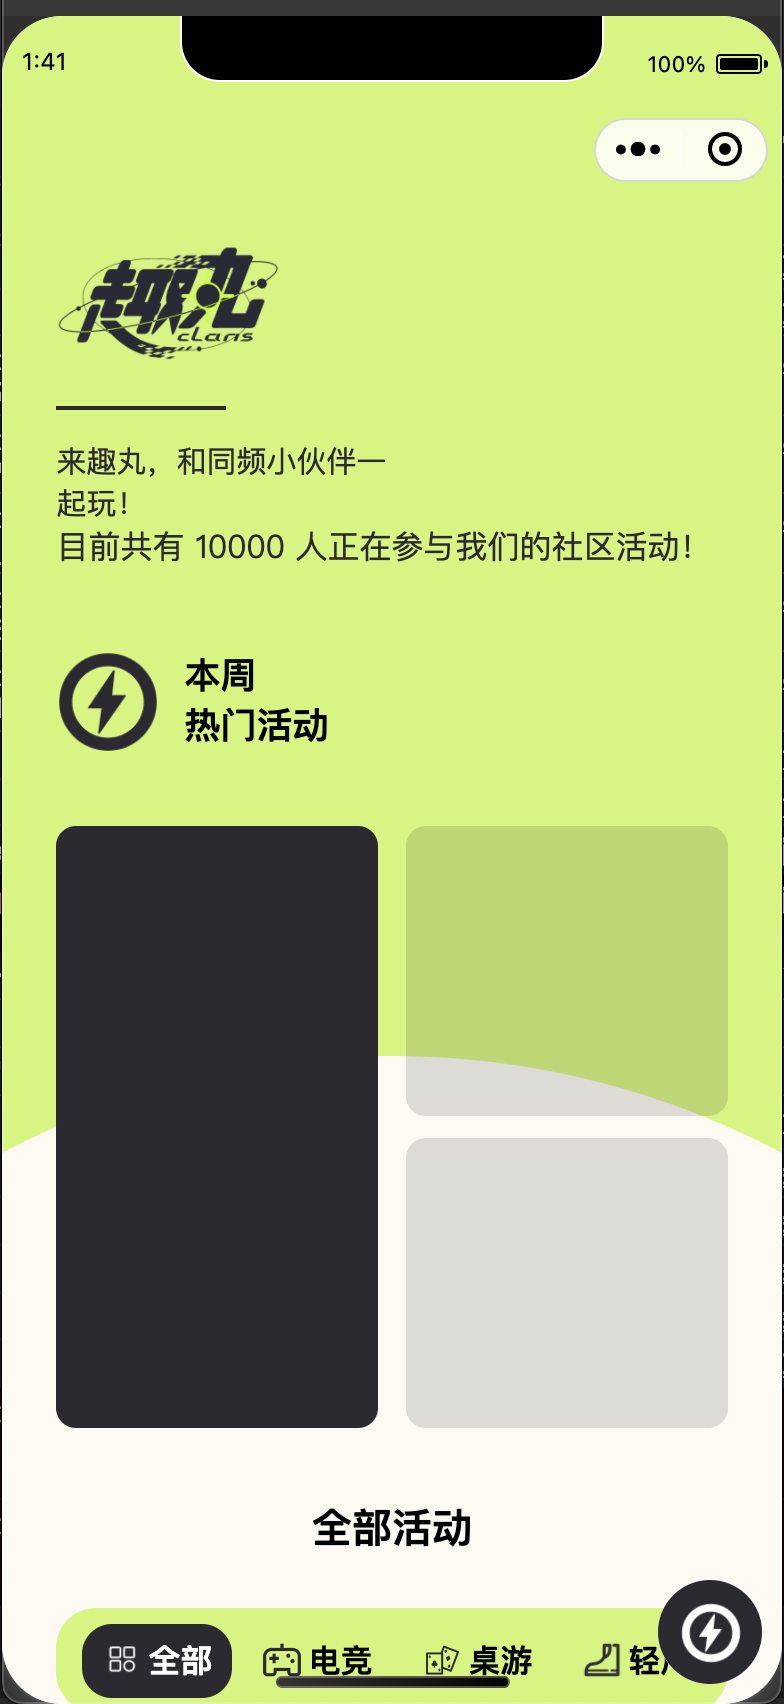 1:41
100%
趣丸
clans
来趣丸，和同频小伙伴一
起玩！
目前共有 10000 人正在参与我们的社区活动！
本周
热门活动
全部活动
全部 电竞 桌游 轻